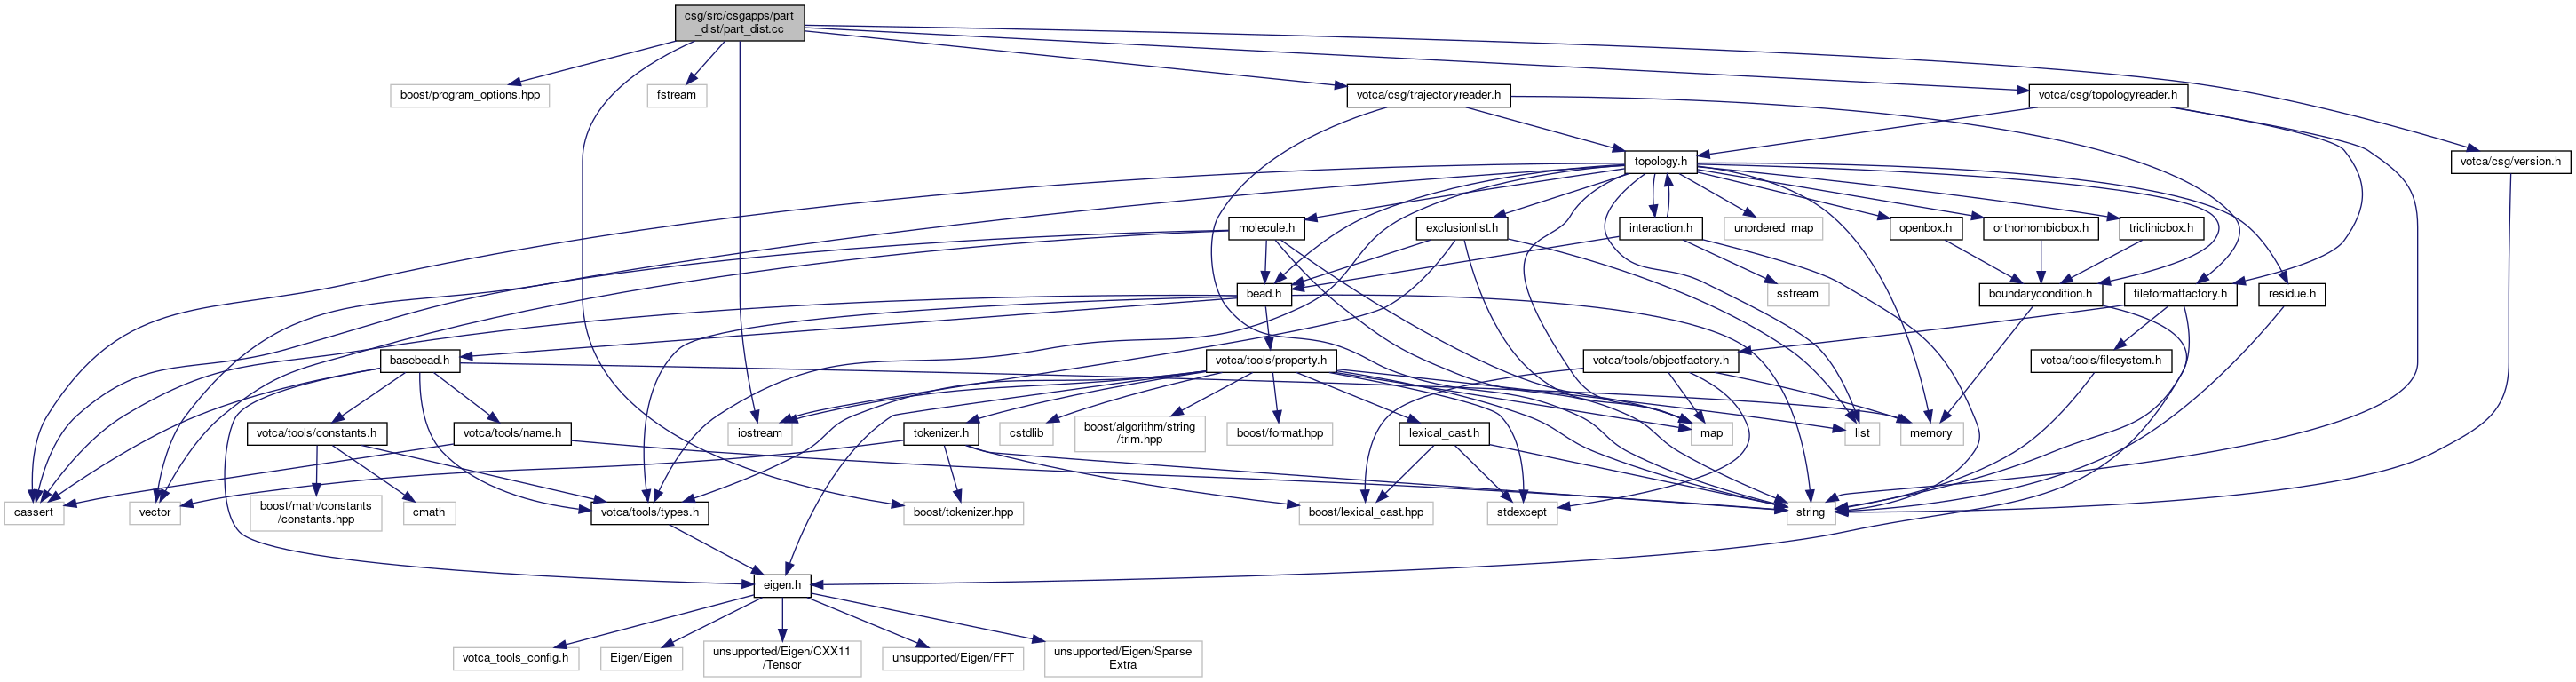 csg/src/csgapps/part
_dist/part_dist.cc
boost/program_options.hpp
fstream
votca/csg/trajectoryreader.h
votca/csg/topologyreader.h
topology.h
votca/csg/version.h
molecule.h
exclusionlist.h
interaction.h
unordered_map
openbox.h
orthorhombicbox.h
triclinicbox.h
bead.h
sstream
boundarycondition.h
fileformatfactory.h
residue.h
basebead.h
votca/tools/property.h
votca/tools/objectfactory.h
votca/tools/filesystem.h
votca/tools/constants.h
votca/tools/name.h
iostream
tokenizer.h
cstdlib
boost/algorithm/string
/trim.hpp
boost/format.hpp
lexical_cast.h
map
list
memory
cassert
vector
boost/math/constants
/constants.hpp
cmath
votca/tools/types.h
boost/tokenizer.hpp
boost/lexical_cast.hpp
stdexcept
string
eigen.h
votca_tools_config.h
Eigen/Eigen
unsupported/Eigen/CXX11
/Tensor
unsupported/Eigen/FFT
unsupported/Eigen/Sparse
Extra